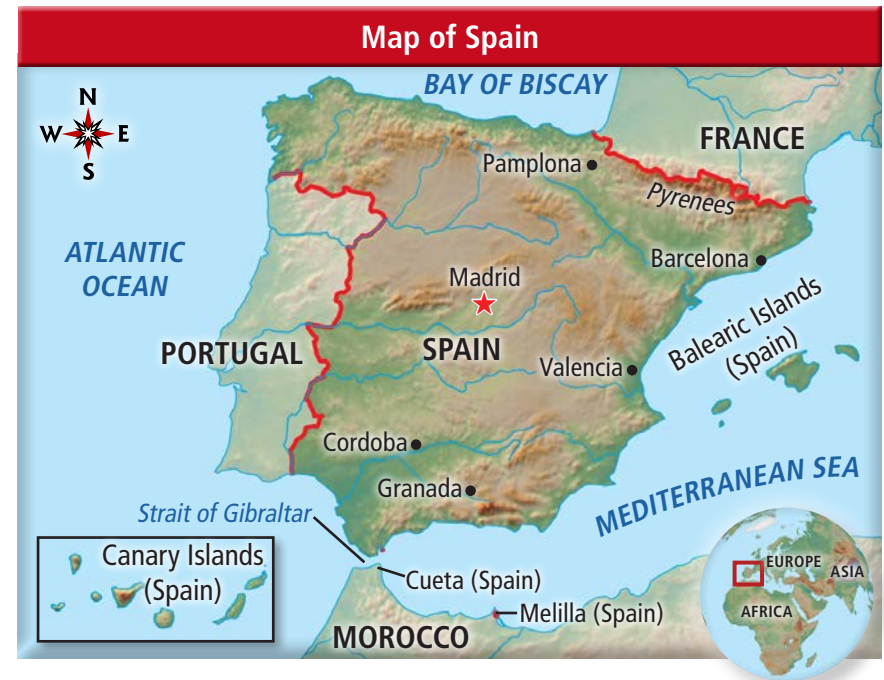 Map of Spain
BAY OF BISCAY
N
W
E
S
FRANCE
Pamplona
Pyrenees
ATLANTIC
OCEAN
Barcelona
Madrid
Balearic Islands
(Spain)
PORTUGAL
SPAIN
Valencia
Cordoba
Granada
MEDITERRANEAN SEA
Strait of Gibraltar
Canary Islands
(Spain)
Cueta (Spain)
Melilla (Spain)
MOROCCO
EUROPE
ASIA
AFRICA